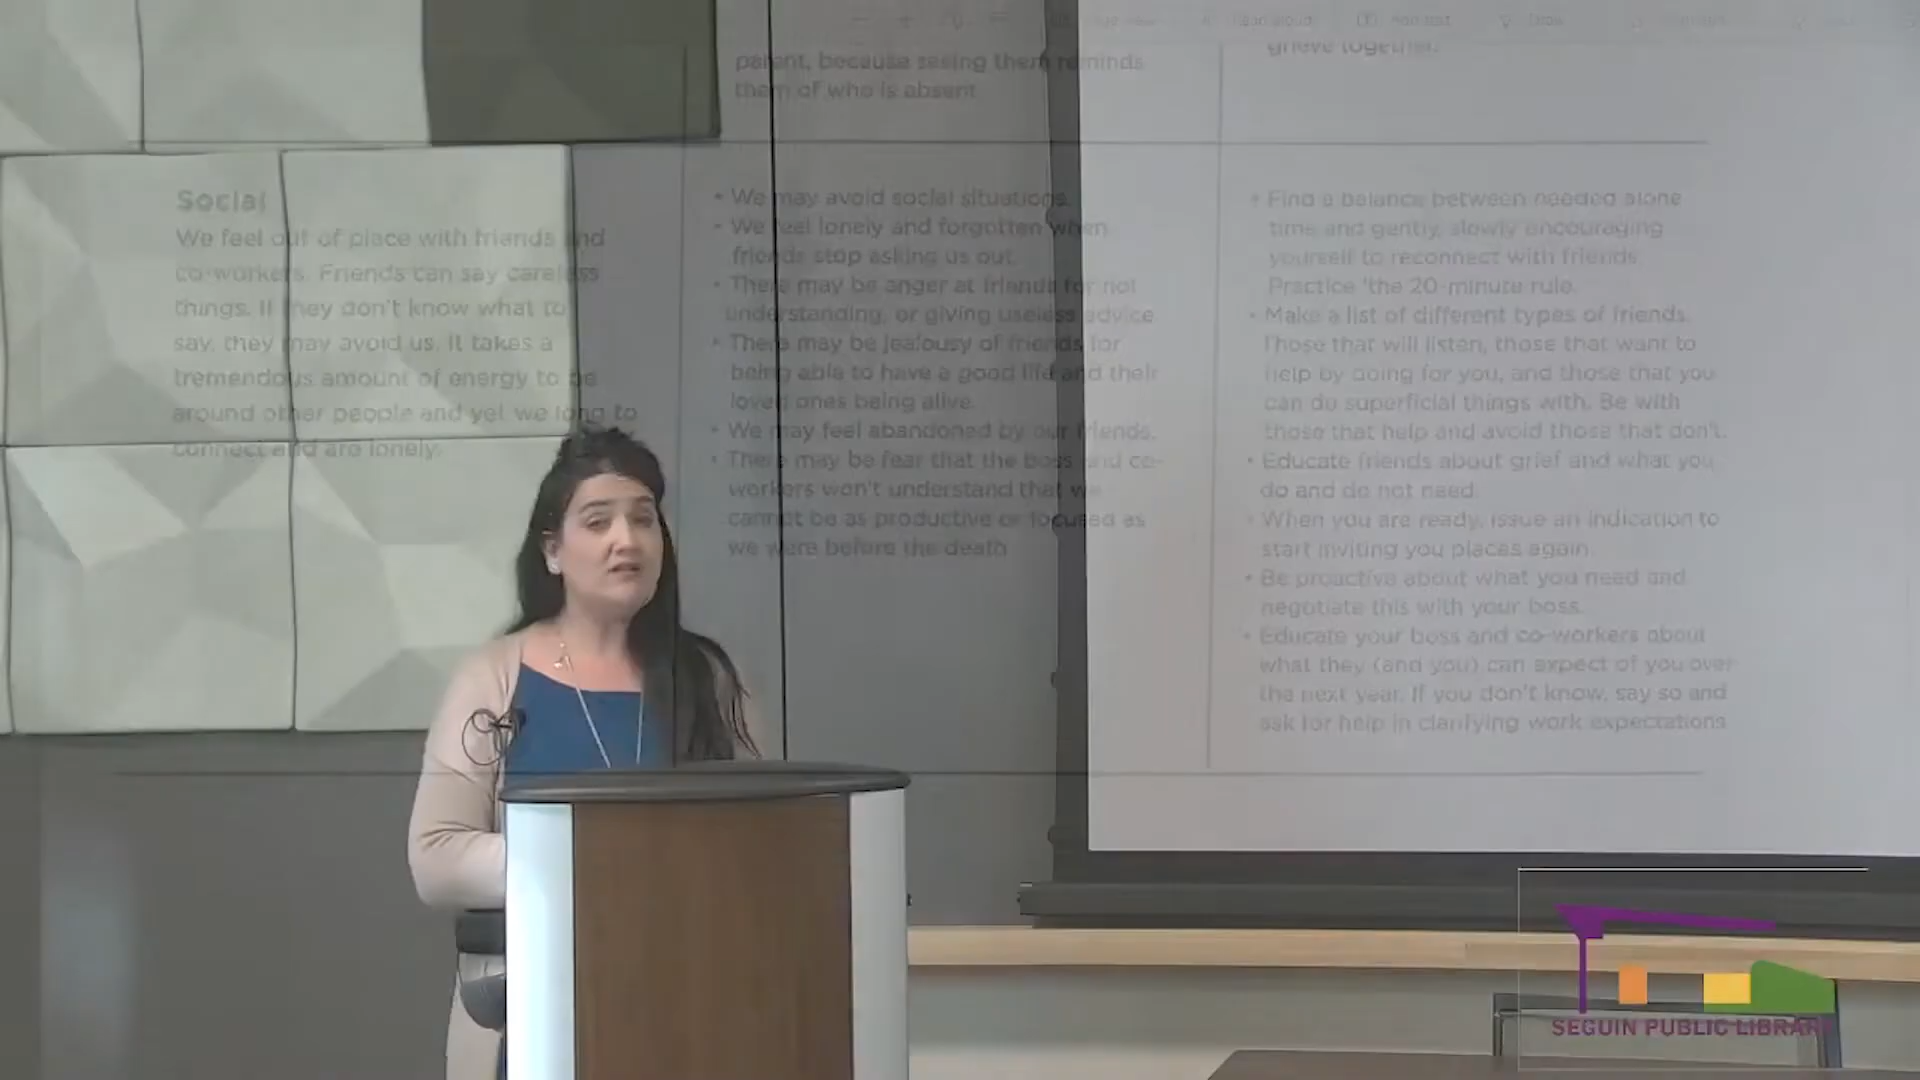 grieve together.
parent, because seeing them reminds
them of who is absent
Social
We feel out of place with friends and
co-workers. Friends can say careless
things. If they don't know what to
say, they may avoid us. It takes a
tremendous amount of energy to be
around other people and yet we long to
connect and are lonely.
• We may avoid social situations.
• We feel lonely and forgotten when
friends stop asking us out.
• There may be anger at friends for not
understanding, or giving useless advice
• There may be jealousy of friends for
being able to have a good life and their
loved ones being alive.
• We may feel abandoned by our friends.
• There may be fear that the boss and co-
workers won't understand that we
cannot be as productive or focused as
we were before the death
• Find a balance between needed alone
time and gently, slowly encouraging
yourself to reconnect with friends.
Practice 'the 20-minute rule.
• Make a list of different types of friends.
Those that will listen, those that want to
help by doing for you, and those that you
can do superficial things with. Be with
those that help and avoid those that don't.
• Educate friends about grief and what you
do and do not need.
• When you are ready, issue an indication to
start inviting you places again.
• Be proactive about what you need and
negotiate this with your boss.
• Educate your boss and co-workers about
what they (and you) can expect of you over
the next year. If you don't know, say so and
ask for help in clarifying work expectations
SEGUIN PUBLIC LIBRARY